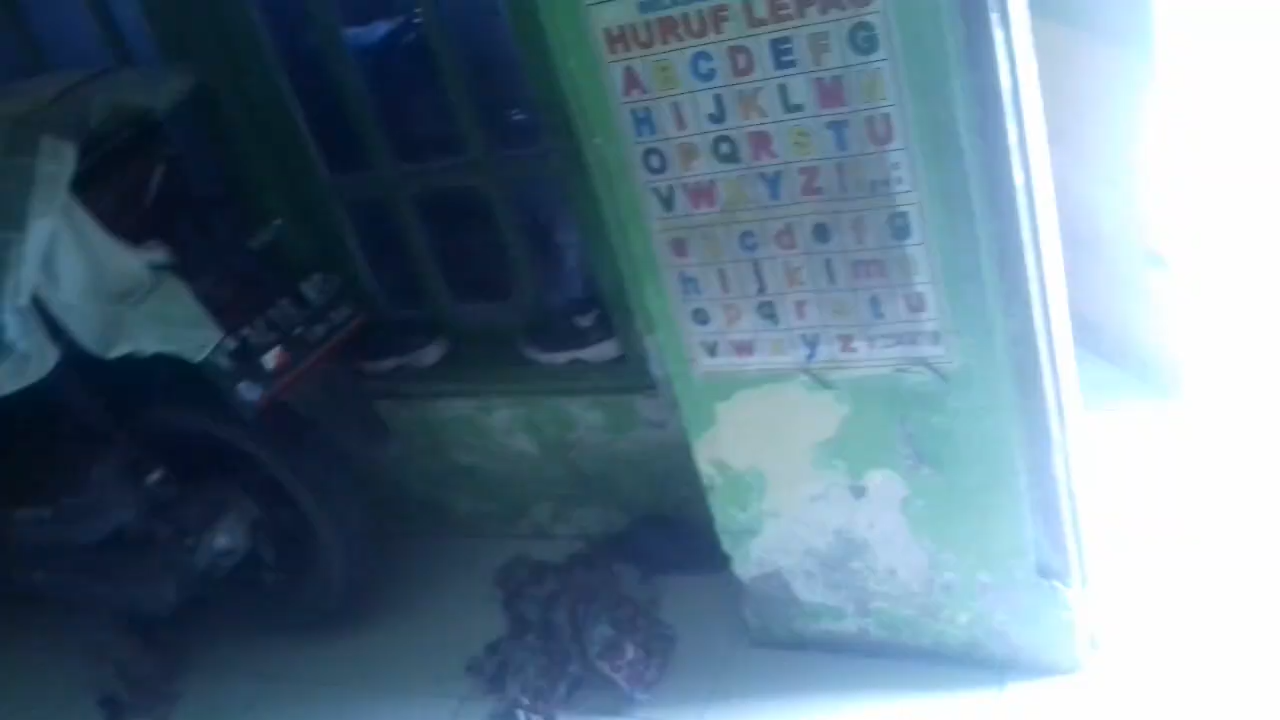 HURUF LEPAS
A B C D E F G
H I J K L M N
O P Q R S T U
V W X Y Z
a b c d e f g
h i j k l m n
o p q r s t u
v w x y z